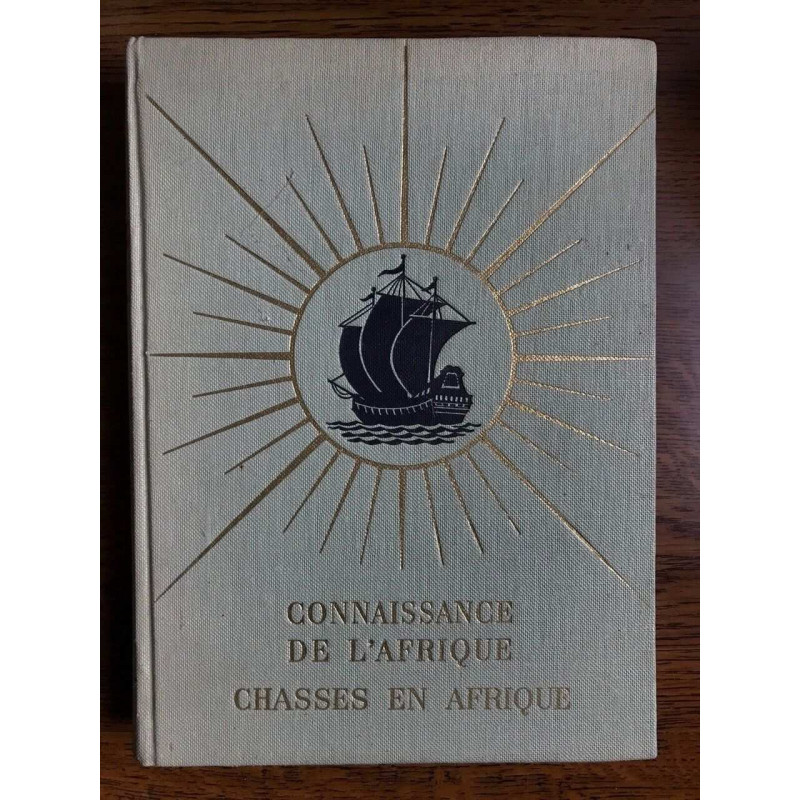 CONNAISSANCE
DE L'AFRIQUE
CHASSES EN AFRIQUE